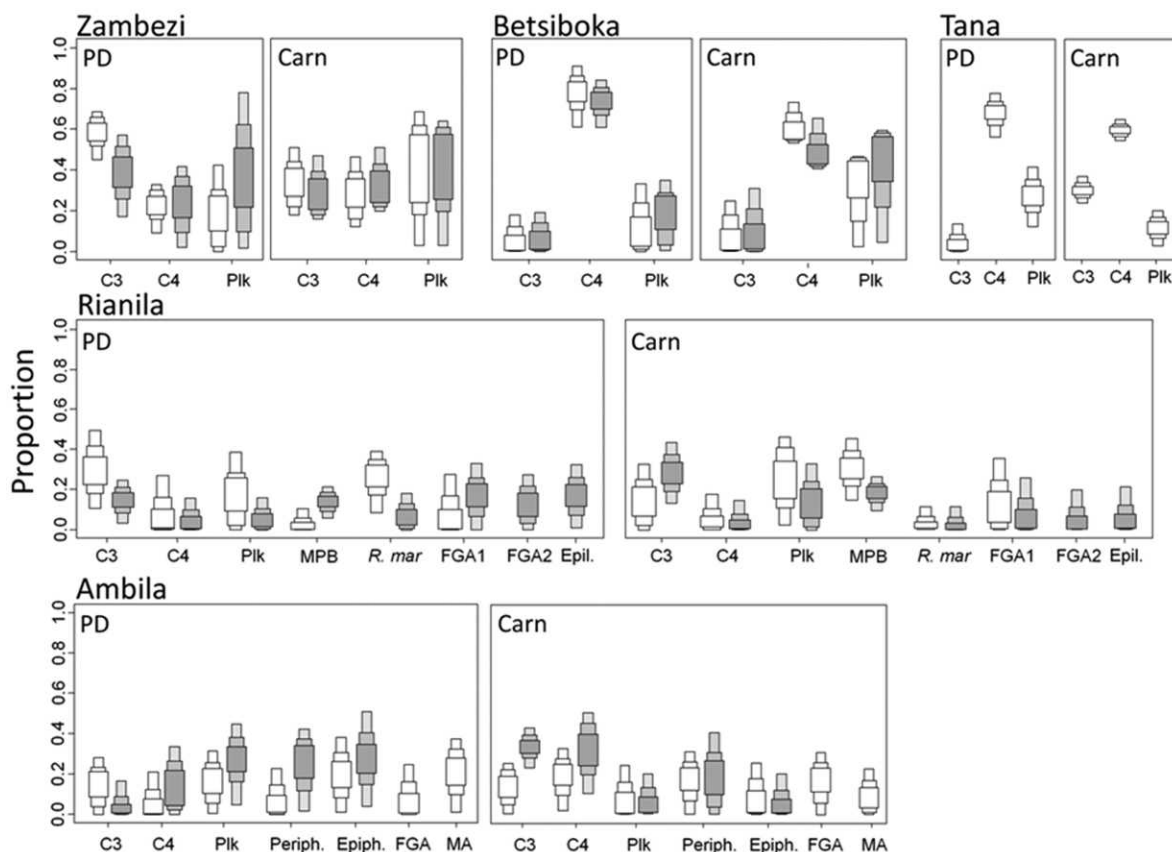 Zambezi Betsiboka Tana
PD Carn PD Carn PD Carn
1.0
0.8
0.6
0.4
0.2
0.0
C3 C4 Plk C3 C4 Plk C3 C4 Plk C3 C4 Plk C3 C4 Plk C3 C4 Plk
Rianila
PD Carn
Proportion
1.0
0.8
0.6
0.4
0.2
0.0
C3 C4 Plk MPB R. mar FGA1 FGA2 Epil. C3 C4 Plk MPB R. mar FGA1 FGA2 Epil.
Ambila
PD Carn
1.0
0.8
0.6
0.4
0.2
0.0
C3 C4 Plk Periph. Epiph. FGA MA C3 C4 Plk Periph. Epiph. FGA MA